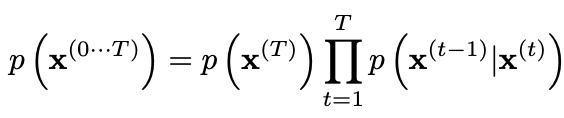 p(𝐱^{(0⋯T)}) = p(𝐱^{(T)}) ∏_{t=1}^{T} p(𝐱^{(t−1)}|𝐱^{(t)})